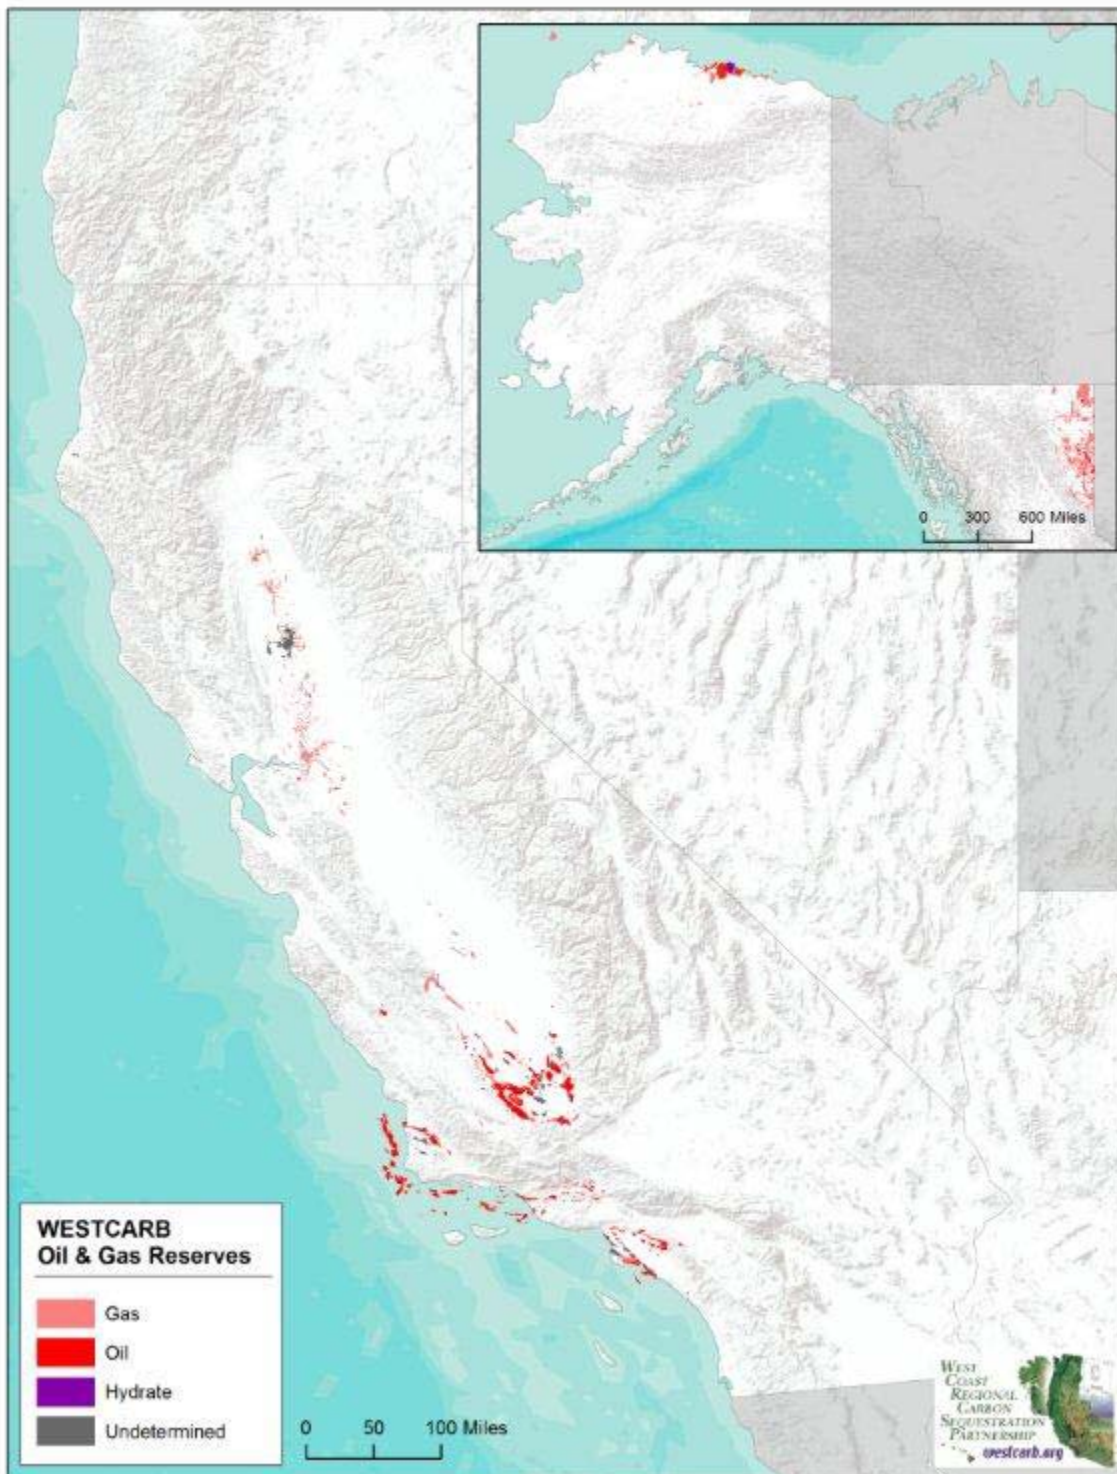 0 300 600 Miles
WESTCARB
Oil & Gas Reserves
Gas
Oil
Hydrate
Undetermined
0 50 100 Miles
WEST
COAST
REGIONAL
CARBON
SEQUESTRATION
PARTNERSHIP
westcarb.org